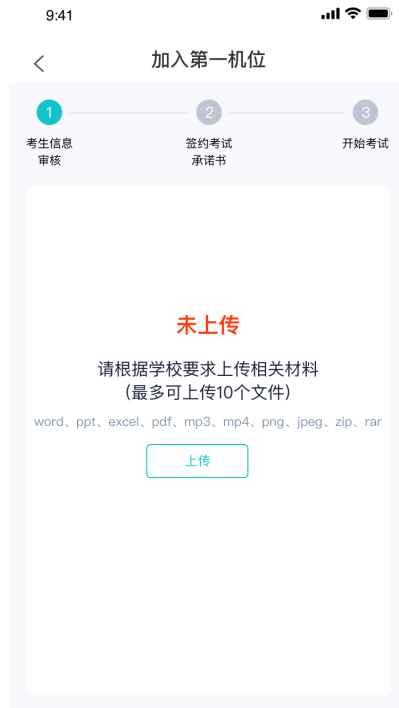 9:41
加入第一机位
1
2
3
考生信息
审核
签约考试
承诺书
开始考试
未上传
请根据学校要求上传相关材料
（最多可上传10个文件）
word、ppt、excel、pdf、mp3、mp4、png、jpeg、zip、rar
上传